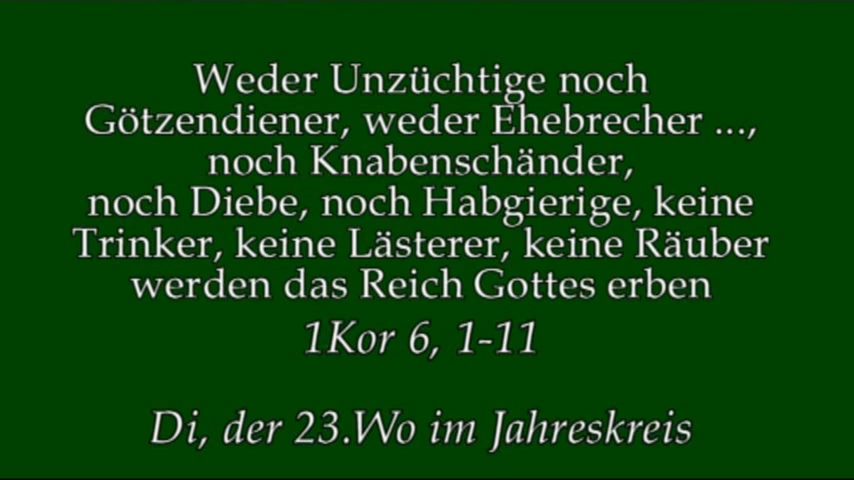 Weder Unzüchtige noch
Götzendiener, weder Ehebrecher ...,
noch Knabenschänder,
noch Diebe, noch Habgierige, keine
Trinker, keine Lästerer, keine Räuber
werden das Reich Gottes erben
1Kor 6, 1-11
Di, der 23.Wo im Jahreskreis